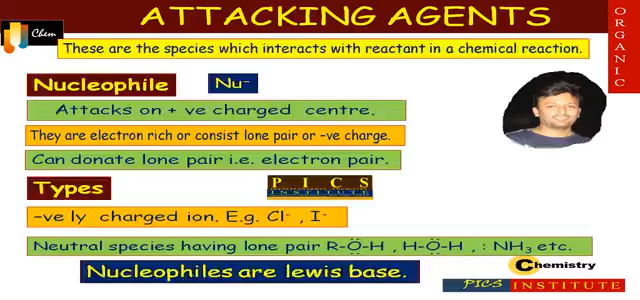 ATTACKING AGENTS
Chem
ORGANIC
These are the species which interacts with reactant in a chemical reaction.
Nucleophile
Nu⁻
Attacks on + ve charged centre.
They are electron rich or consist lone pair or –ve charge.
Can donate lone pair i.e. electron pair.
Types
P I C S
INSTITUTE
–ve ly charged ion. E.g. Cl⁻ , I⁻
Neutral species having lone pair R-Ö-H , H-Ö-H , : NH₃ etc.
Nucleophiles are lewis base.
Chemistry
PICS INSTITUTE